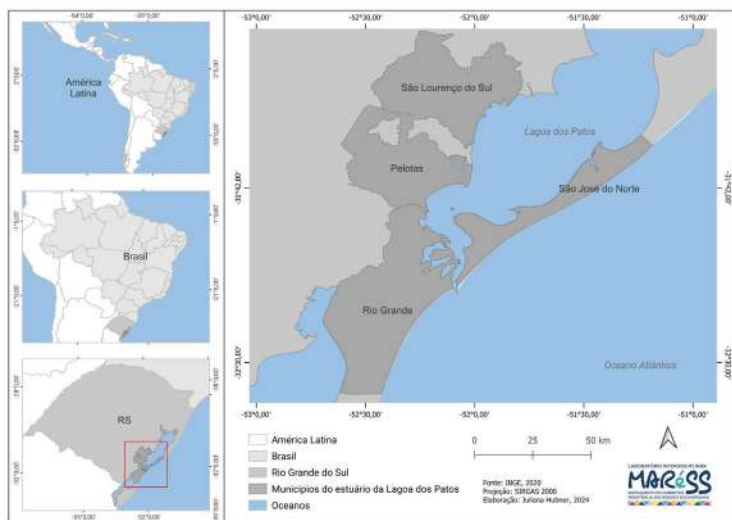 América
Latina
Brasil
RS
-53°0,00'
-52°30,00'
-52°0,00'
-51°30,00'
-51°0,00'
São Lourenço do Sul
Lagoa dos Patos
Pelotas
São José do Norte
Rio Grande
Oceano Atlântico
-53°0,00'
-52°30,00'
-52°0,00'
-51°30,00'
-51°0,00'
América Latina
Brasil
Rio Grande do Sul
Municipios do estuário da Lagoa dos Patos
Oceanos
0 25 50 km
Fonte: IBGE, 2020
Projeção: SIRGAS 2000
Elaboração: Juliana Hubner, 2024
LABORATÓRIO INTERDISCIPLINAR
MARéSS